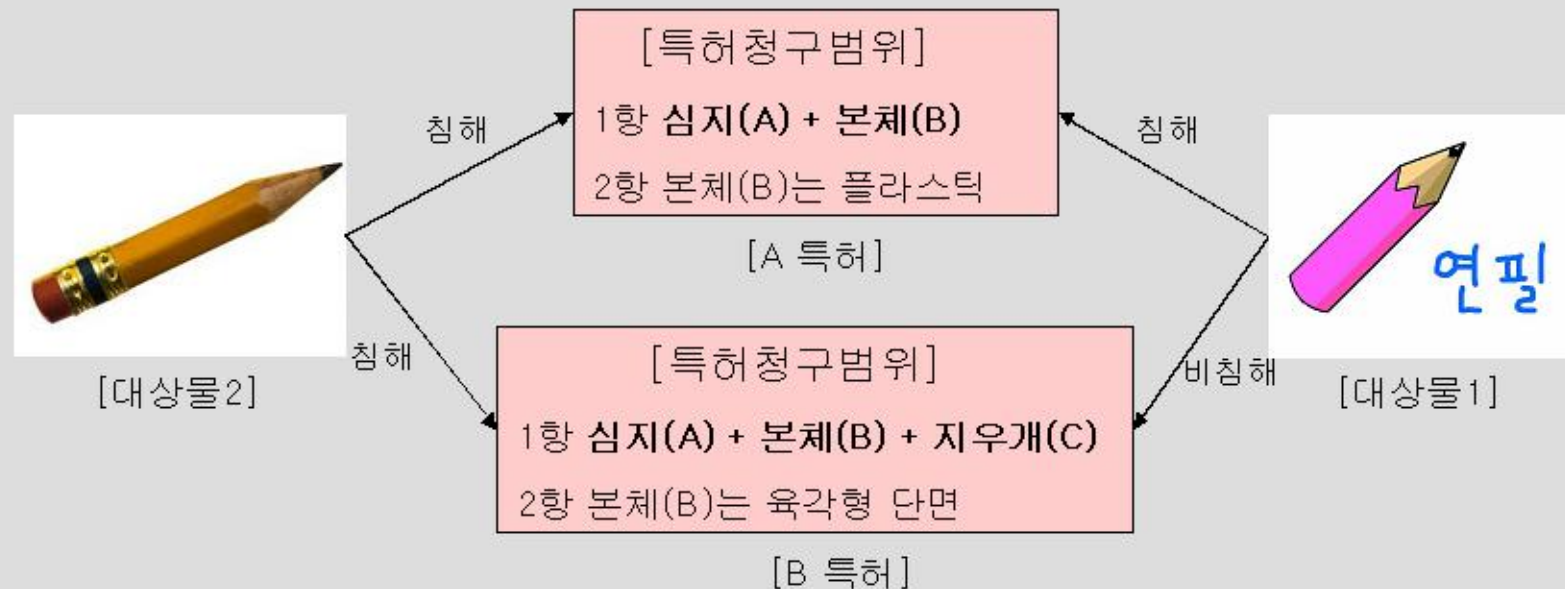 [특허청구범위]
1항 심지(A) + 본체(B)
2항 본체(B)는 플라스틱
[A 특허]
침해
침해
연필
[대상물2]
침해
비침해
[대상물1]
[특허청구범위]
1항 심지(A) + 본체(B) + 지우개(C)
2항 본체(B)는 육각형 단면
[B 특허]